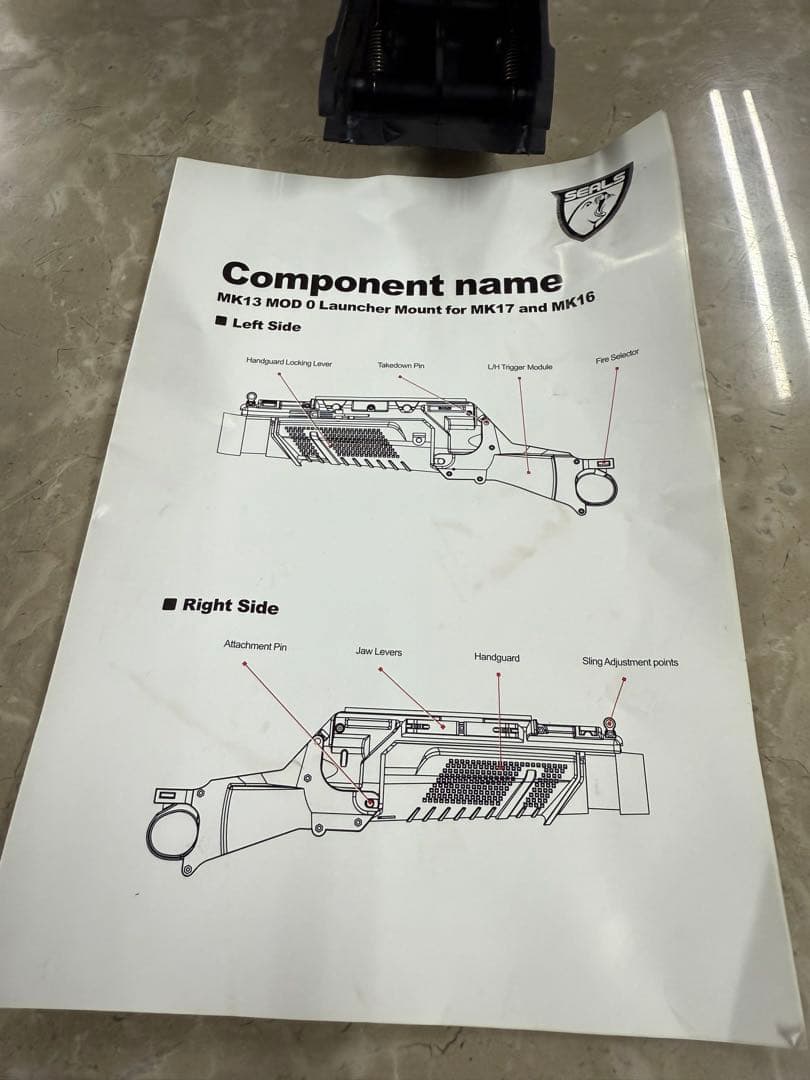 SEALS
Component name
MK13 MOD 0 Launcher Mount for MK17 and MK16
Left Side
Handguard Locking Lever
Takedown Pin
L/H Trigger Module
Fire Selector
Right Side
Attachment Pin
Jaw Levers
Handguard
Sling Adjustment points